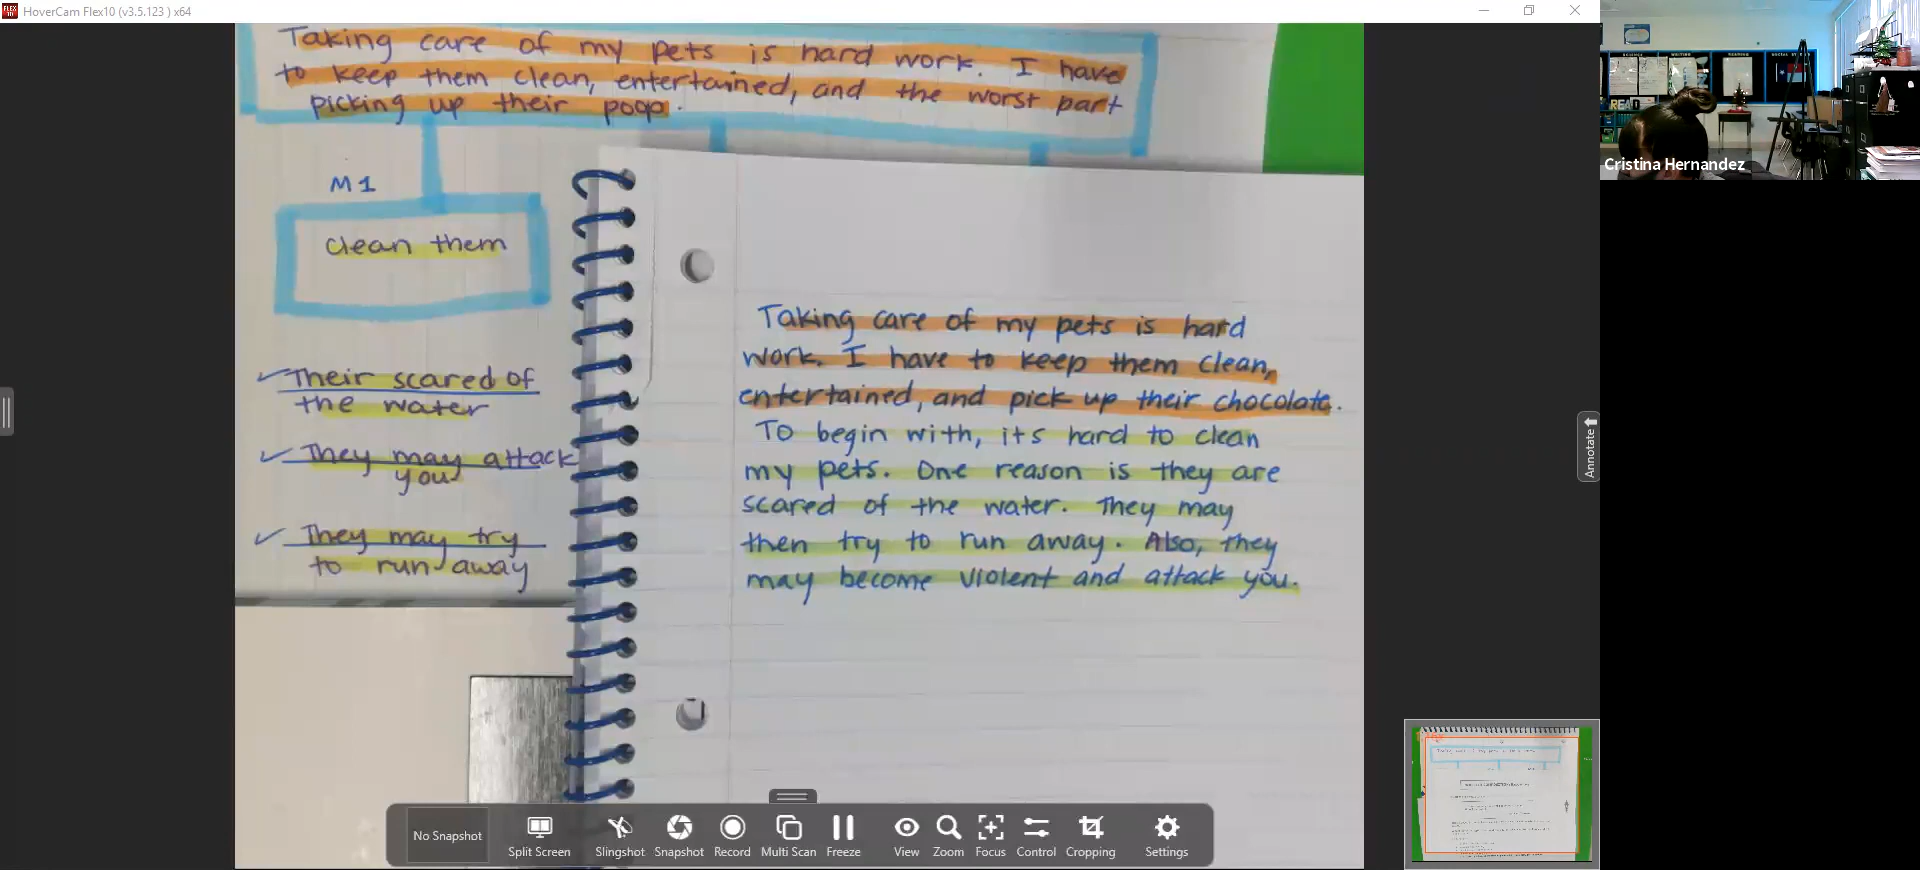 HoverCam Flex10 (v3.5.123 ) x64
Taking care of my pets is hard work. I have
to keep them clean, entertained, and the worst part
picking up their poop.
M1
Clean them
Their scared of
the water
They may attack
you
They may try
to run away
Taking care of my pets is hard
work. I have to keep them clean,
entertained, and pick up their chocolate.
To begin with, its hard to clean
my pets. One reason is they are
scared of the water. They may
then try to run away. Also, they
may become violent and attack you.
READ
Cristina Hernandez
Annotate
No Snapshot
Split Screen
Slingshot
Snapshot
Record
Multi Scan
Freeze
View
Zoom
Focus
Control
Cropping
Settings